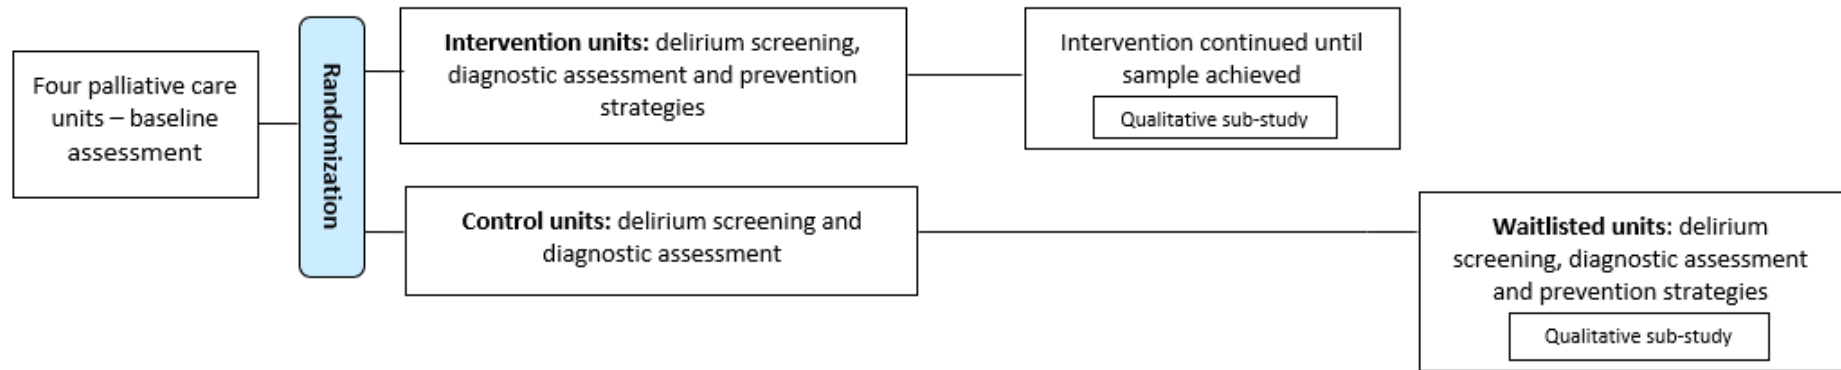 Four palliative care
units – baseline
assessment
Randomization
Intervention units: delirium screening,
diagnostic assessment and prevention
strategies
Intervention continued until
sample achieved
Qualitative sub-study
Control units: delirium screening and
diagnostic assessment
Waitlisted units: delirium
screening, diagnostic assessment
and prevention strategies
Qualitative sub-study